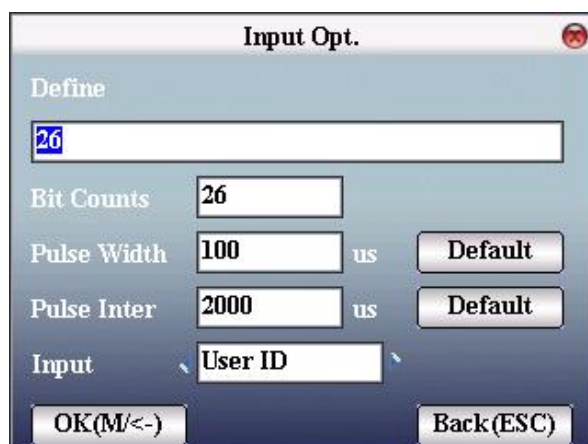 Input Opt.
Define
26
Bit Counts 26
Pulse Width 100 us Default
Pulse Inter 2000 us Default
Input User ID
OK(M/<-) Back(ESC)